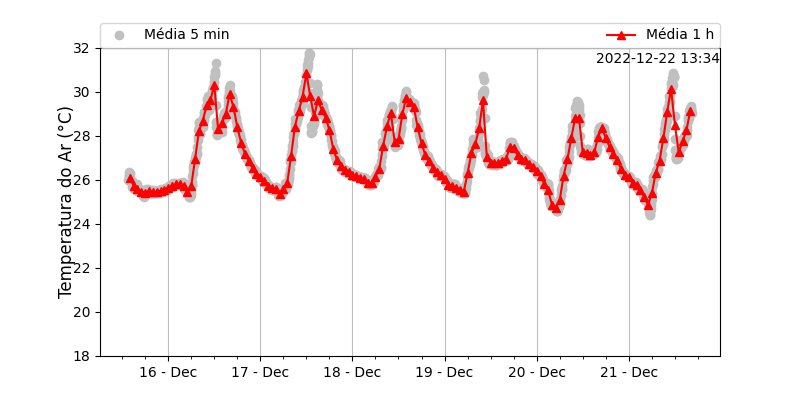 Média 5 min
Média 1 h
2022-12-22 13:34
Temperatura do Ar (°C)
32
30
28
26
24
22
20
18
16 - Dec
17 - Dec
18 - Dec
19 - Dec
20 - Dec
21 - Dec